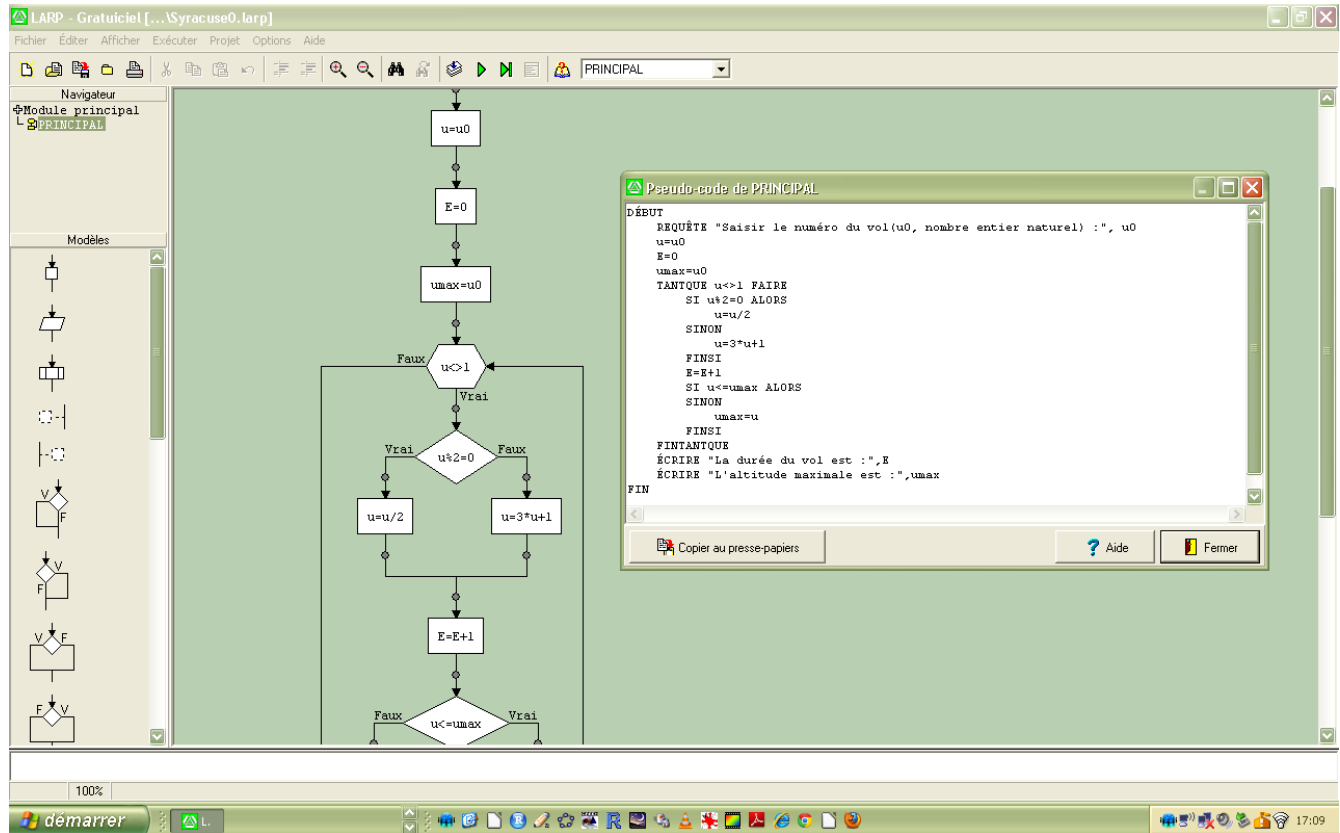 LARP - Gratuiciel [...\Syracuse0.larp]
Fichier Éditer Afficher Exécuter Projet Options Aide
PRINCIPAL
Navigateur
Module principal
PRINCIPAL
Modèles
V
F
V
F
V F
F V
u=u0
E=0
umax=u0
Faux
u<>1
Vrai
Vrai
u%2=0
Faux
u=u/2
u=3*u+1
E=E+1
Faux
u<=umax
Vrai
Pseudo-code de PRINCIPAL
DÉBUT
REQUÊTE "Saisir le numéro du vol(u0, nombre entier naturel) :", u0
u=u0
E=0
umax=u0
TANTQUE u<>1 FAIRE
SI u%2=0 ALORS
u=u/2
SINON
u=3*u+1
FINSI
E=E+1
SI u<=umax ALORS
SINON
umax=u
FINSI
FINTANTQUE
ÉCRIRE "La durée du vol est :",E
ÉCRIRE "L'altitude maximale est :",umax
FIN
Copier au presse-papiers
? Aide
Fermer
100%
démarrer
L.
17:09